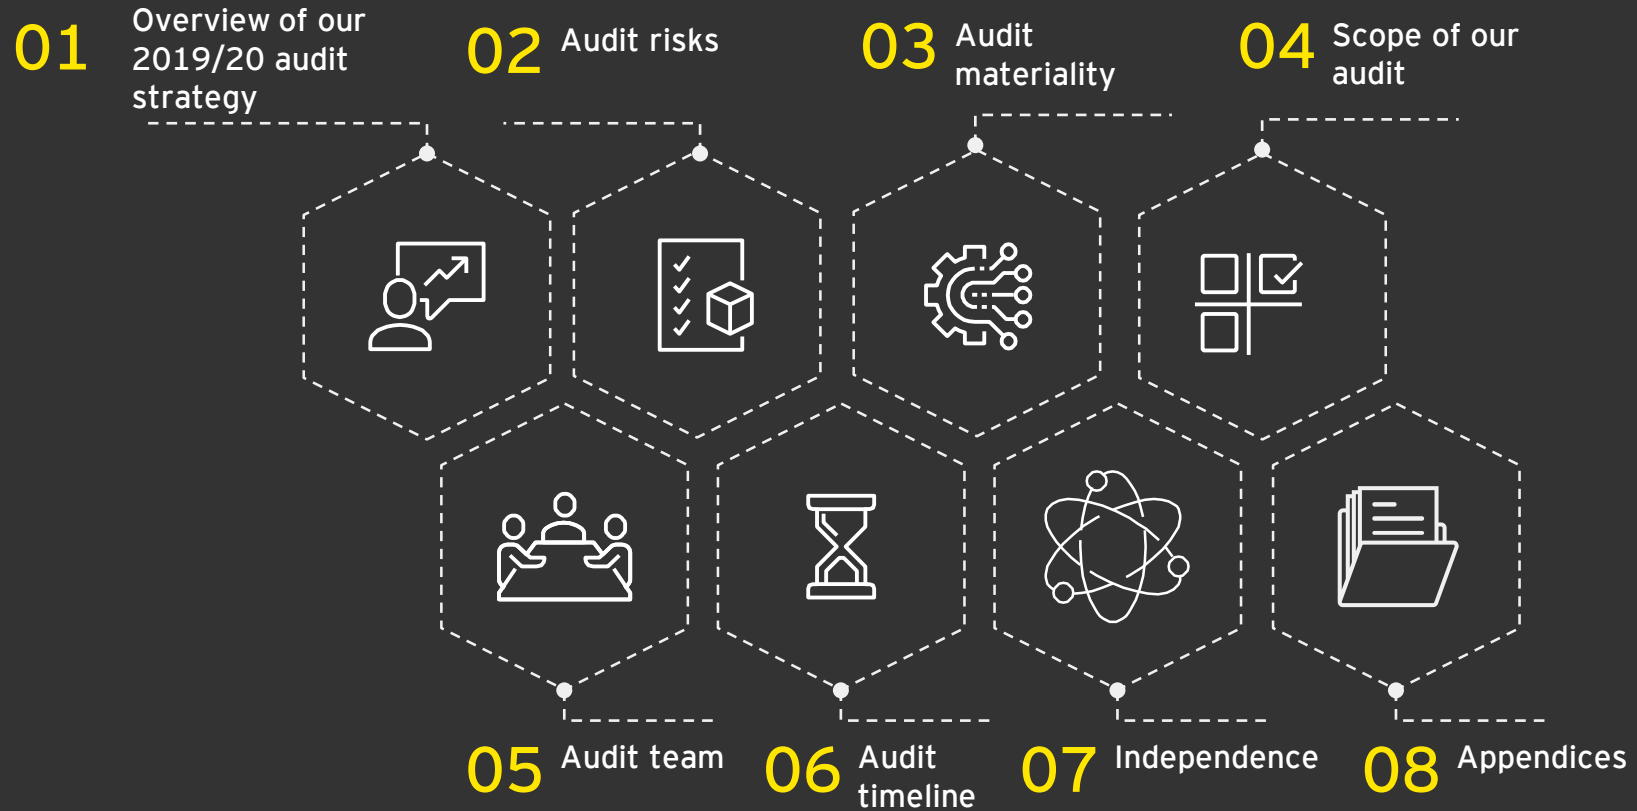 01
Overview of our
2019/20 audit
strategy
02
Audit risks
03
Audit
materiality
04
Scope of our
audit
05
Audit team
06
Audit
timeline
07
Independence
08
Appendices